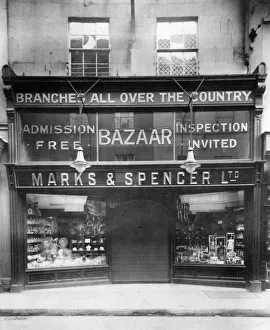 BRANCHES ALL OVER THE COUNTRY.
ADMISSION FREE
BAZAAR
INSPECTION INVITED
MARKS & SPENCER LTD